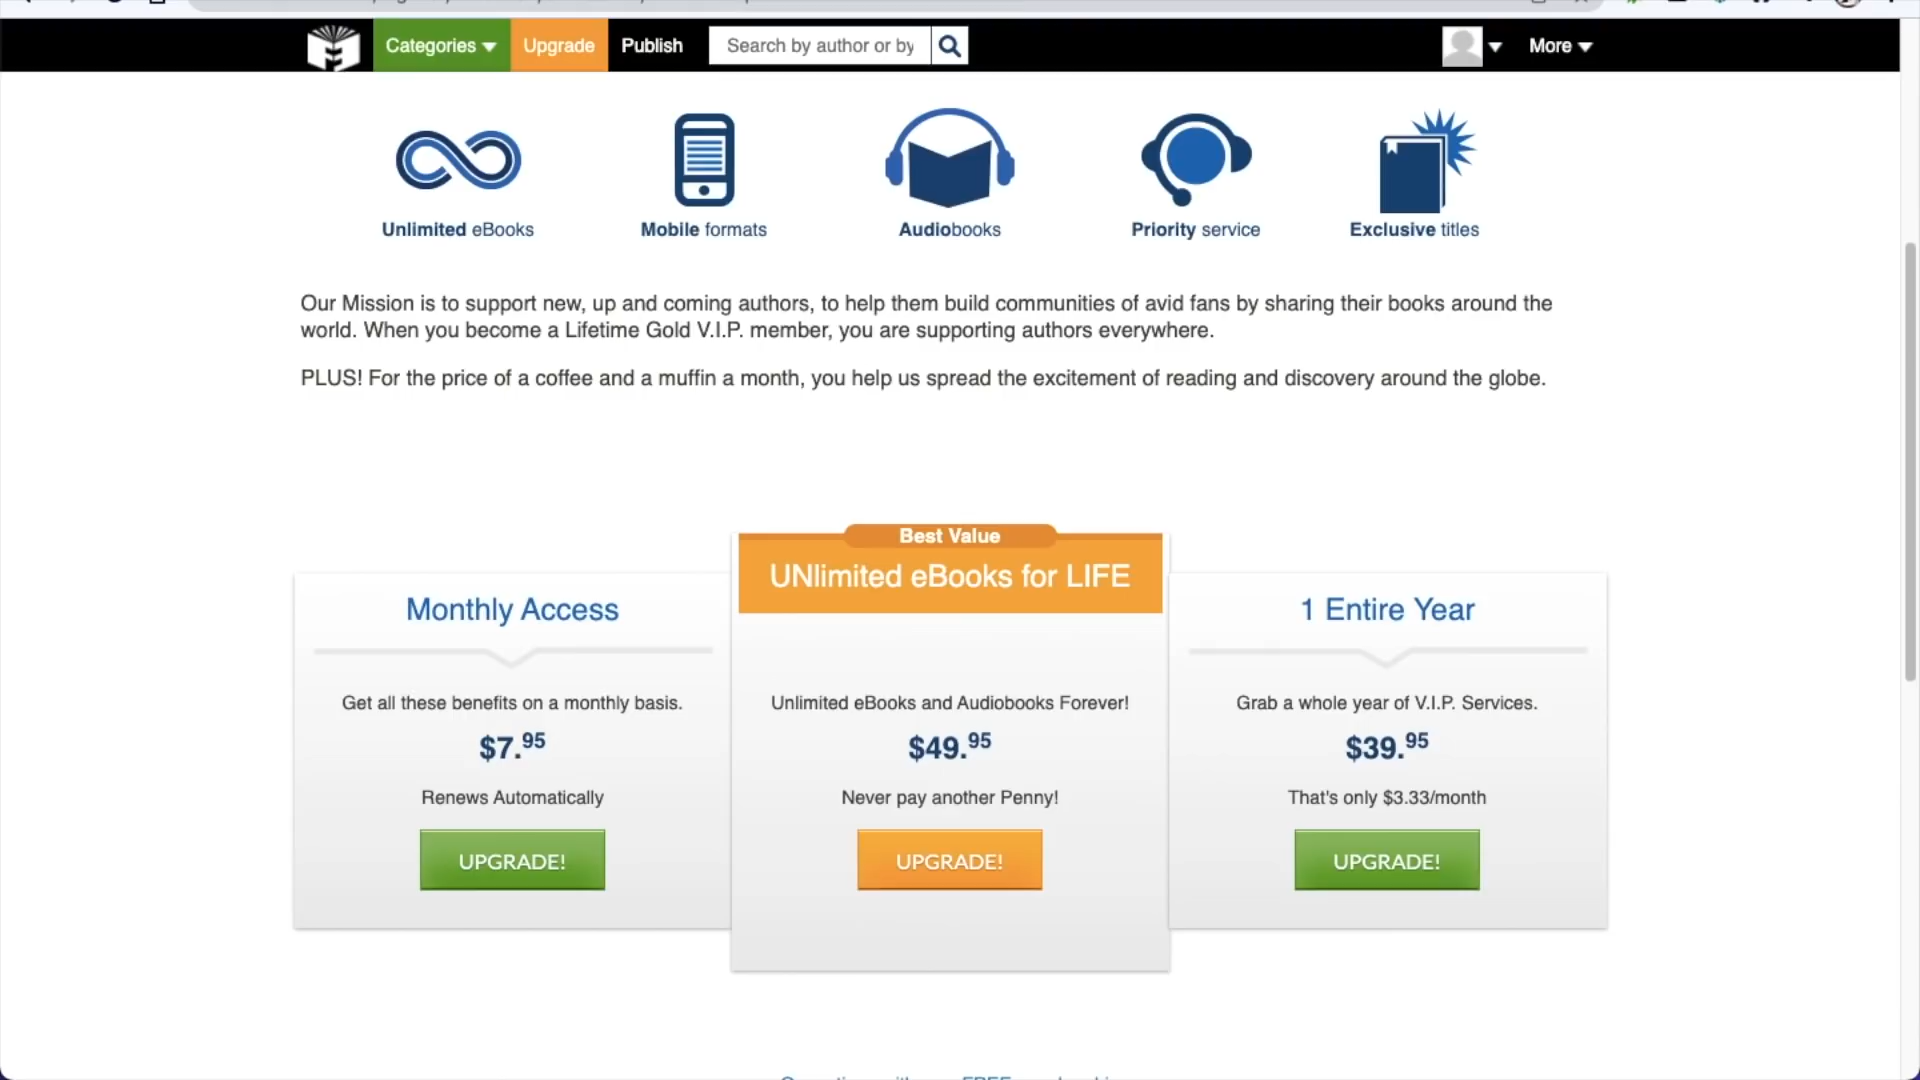 Categories
Upgrade
Publish
Search by author or by
More
Unlimited eBooks
Mobile formats
Audiobooks
Priority service
Exclusive titles
Our Mission is to support new, up and coming authors, to help them build communities of avid fans by sharing their books around the
world. When you become a Lifetime Gold V.I.P. member, you are supporting authors everywhere.
PLUS! For the price of a coffee and a muffin a month, you help us spread the excitement of reading and discovery around the globe.
Monthly Access
Get all these benefits on a monthly basis.
$7.95
Renews Automatically
UPGRADE!
Best Value
UNlimited eBooks for LIFE
Unlimited eBooks and Audiobooks Forever!
$49.95
Never pay another Penny!
UPGRADE!
1 Entire Year
Grab a whole year of V.I.P. Services.
$39.95
That's only $3.33/month
UPGRADE!